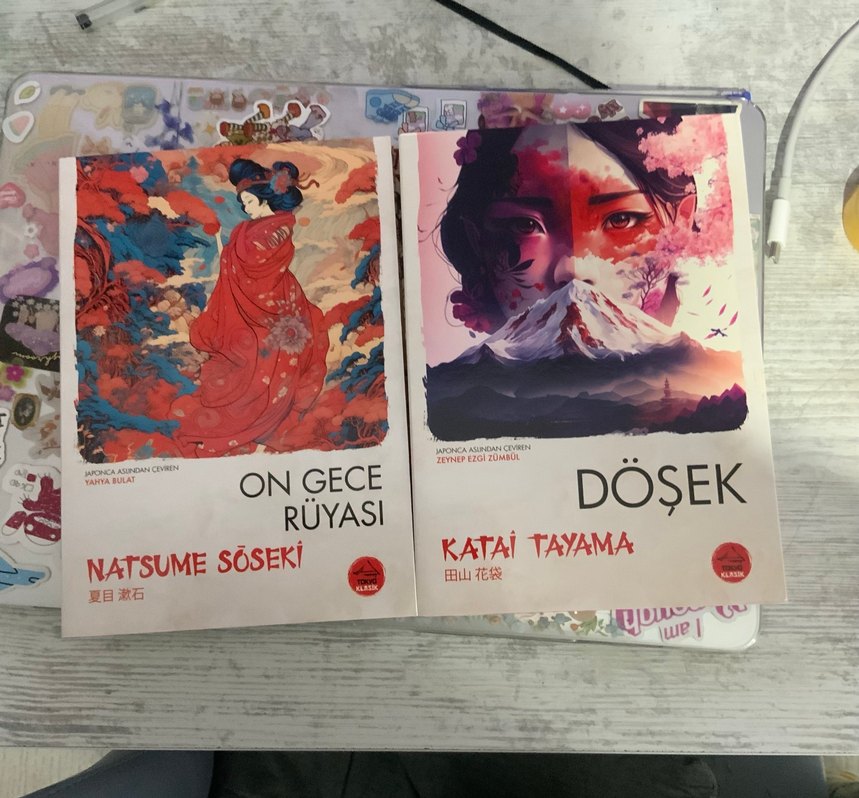 JAPONCA ASLINDAN ÇEVİREN
YAHYA BULAT
ON GECE
RÜYASI
NATSUME SŌSEKİ
夏目 漱石
TOKYO
KLASİK
JAPONCA ASLINDAN ÇEVİREN
ZEYNEP EZGİ ZÜMBÜL
DÖŞEK
KATAİ TAYAMA
田山 花袋
TOKYO
KLASİK
I am